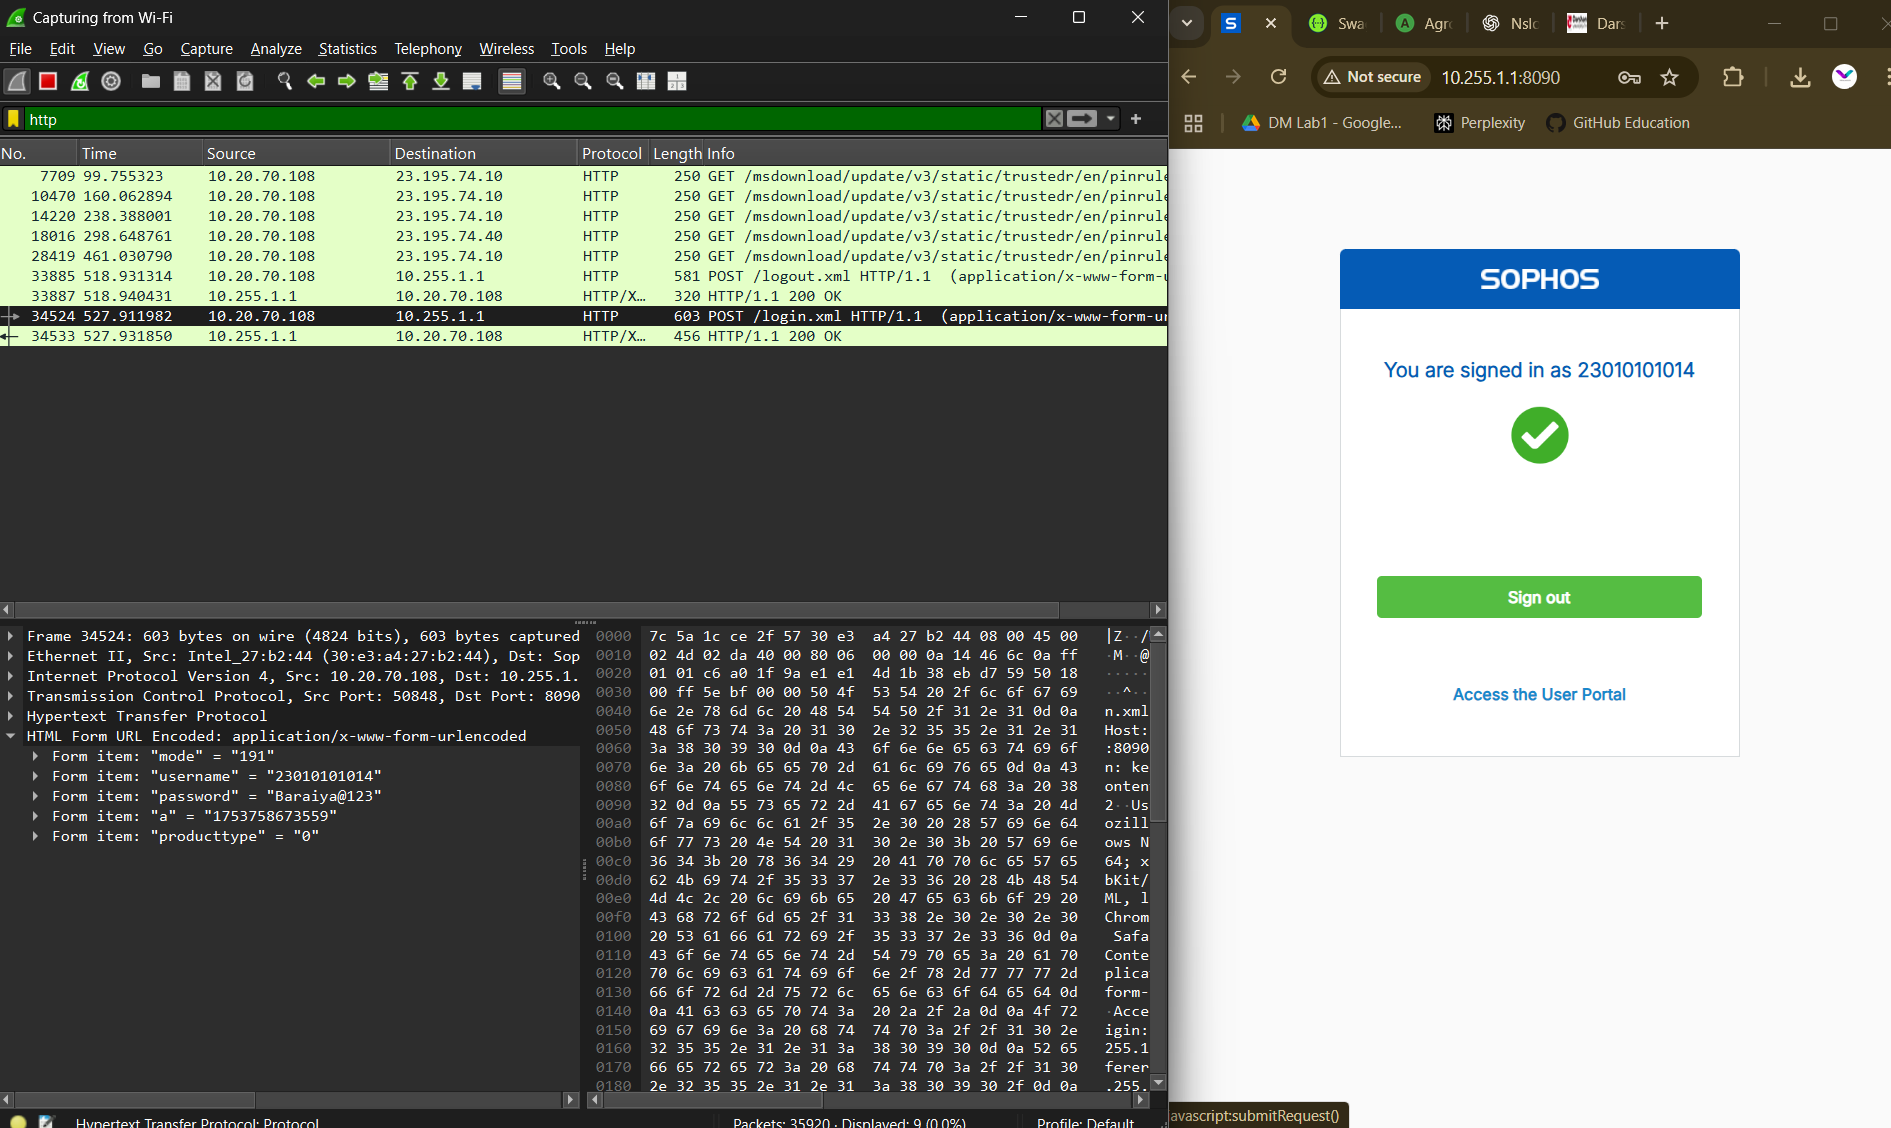 Capturing from Wi-Fi
File Edit View Go Capture Analyze Statistics Telephony Wireless Tools Help
http
No. Time Source Destination Protocol Length Info
7709 99.755323 10.20.70.108 23.195.74.10 HTTP 250 GET /msdownload/update/v3/static/trustedr/en/pinrule
10470 160.062894 10.20.70.108 23.195.74.10 HTTP 250 GET /msdownload/update/v3/static/trustedr/en/pinrule
14220 238.388001 10.20.70.108 23.195.74.10 HTTP 250 GET /msdownload/update/v3/static/trustedr/en/pinrule
18016 298.648761 10.20.70.108 23.195.74.40 HTTP 250 GET /msdownload/update/v3/static/trustedr/en/pinrule
28419 461.030790 10.20.70.108 23.195.74.10 HTTP 250 GET /msdownload/update/v3/static/trustedr/en/pinrule
33885 518.931314 10.20.70.108 10.255.1.1 HTTP 581 POST /logout.xml HTTP/1.1 (application/x-www-form-u
33887 518.940431 10.255.1.1 10.20.70.108 HTTP/X… 320 HTTP/1.1 200 OK
34524 527.911982 10.20.70.108 10.255.1.1 HTTP 603 POST /login.xml HTTP/1.1 (application/x-www-form-ur
34533 527.931850 10.255.1.1 10.20.70.108 HTTP/X… 456 HTTP/1.1 200 OK
Frame 34524: 603 bytes on wire (4824 bits), 603 bytes captured
Ethernet II, Src: Intel_27:b2:44 (30:e3:a4:27:b2:44), Dst: Sop
Internet Protocol Version 4, Src: 10.20.70.108, Dst: 10.255.1.
Transmission Control Protocol, Src Port: 50848, Dst Port: 8090
Hypertext Transfer Protocol
HTML Form URL Encoded: application/x-www-form-urlencoded
Form item: "mode" = "191"
Form item: "username" = "23010101014"
Form item: "password" = "Baraiya@123"
Form item: "a" = "1753758673559"
Form item: "producttype" = "0"
0000 7c 5a 1c ce 2f 57 30 e3 a4 27 b2 44 08 00 45 00 |Z··/
0010 02 4d 02 da 40 00 80 06 00 00 0a 14 46 6c 0a ff ·M··@
0020 01 01 c6 a0 1f 9a e1 e1 4d 1b 38 eb d7 59 50 18 ·····
0030 00 ff 5e bf 00 00 50 4f 53 54 20 2f 6c 6f 67 69 ··^··
0040 6e 2e 78 6d 6c 20 48 54 54 50 2f 31 2e 31 0d 0a n.xml
0050 48 6f 73 74 3a 20 31 30 2e 32 35 35 2e 31 2e 31 Host:
0060 3a 38 30 39 30 0d 0a 43 6f 6e 6e 65 63 74 69 6f :8090
0070 6e 3a 20 6b 65 65 70 2d 61 6c 69 76 65 0d 0a 43 n: ke
0080 6f 6e 74 65 6e 74 2d 4c 65 6e 67 74 68 3a 20 38 onten
0090 32 0d 0a 55 73 65 72 2d 41 67 65 6e 74 3a 20 4d 2··Us
00a0 6f 7a 69 6c 6c 61 2f 35 2e 30 20 28 57 69 6e 64 ozill
00b0 6f 77 73 20 4e 54 20 31 30 2e 30 3b 20 57 69 6e ows N
00c0 36 34 3b 20 78 36 34 29 20 41 70 70 6c 65 57 65 64; x
00d0 62 4b 69 74 2f 35 33 37 2e 33 36 20 28 4b 48 54 bKit/
00e0 4d 4c 2c 20 6c 69 6b 65 20 47 65 63 6b 6f 29 20 ML, l
00f0 43 68 72 6f 6d 65 2f 31 33 38 2e 30 2e 30 2e 30 Chrom
0100 20 53 61 66 61 72 69 2f 35 33 37 2e 33 36 0d 0a Safa
0110 43 6f 6e 74 65 6e 74 2d 54 79 70 65 3a 20 61 70 Conte
0120 70 6c 69 63 61 74 69 6f 6e 2f 78 2d 77 77 77 2d plica
0130 66 6f 72 6d 2d 75 72 6c 65 6e 63 6f 64 65 64 0d form-
0140 0a 41 63 63 65 70 74 3a 20 2a 2f 2a 0d 0a 4f 72 ·Acce
0150 69 67 69 6e 3a 20 68 74 74 70 3a 2f 2f 31 30 2e igin:
0160 32 35 35 2e 31 2e 31 3a 38 30 39 30 0d 0a 52 65 255.1
0170 66 65 72 65 72 3a 20 68 74 74 70 3a 2f 2f 31 30 ferer
0180 2e 32 35 35 2e 31 2e 31 3a 38 30 39 30 2f 0d 0a .255.
Hypertext Transfer Protocol: Protocol
Packets: 35920 · Displayed: 9 (0.0%)
Profile: Default
S Swa Agro Nslc Dars
Not secure 10.255.1.1:8090
DM Lab1 - Google... Perplexity GitHub Education
SOPHOS
You are signed in as 23010101014
Sign out
Access the User Portal
avascript:submitRequest()